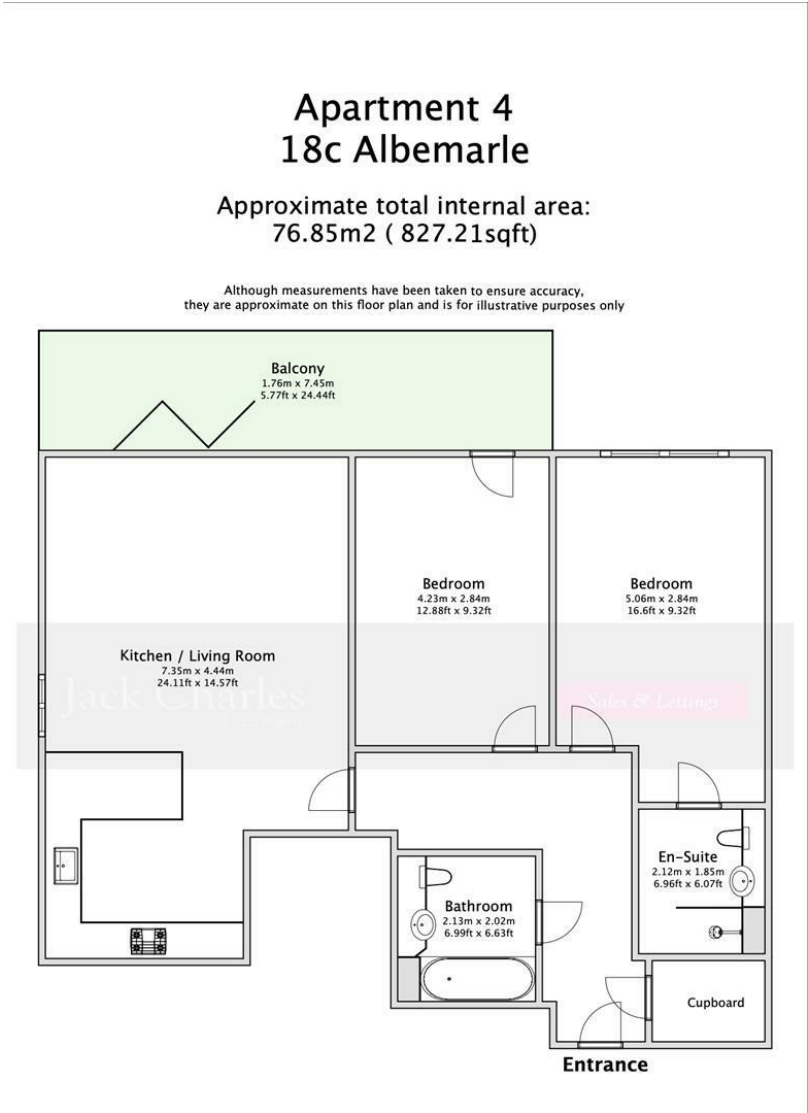 Apartment 4
18c Albemarle
Approximate total internal area:
76.85m2 ( 827.21sqft)
Although measurements have been taken to ensure accuracy,
they are approximate on this floor plan and is for illustrative purposes only
Balcony
1.76m x 7.45m
5.77ft x 24.44ft
Bedroom
4.23m x 2.84m
12.88ft x 9.32ft
Bedroom
5.06m x 2.84m
16.6ft x 9.32ft
Kitchen / Living Room
7.35m x 4.44m
24.11ft x 14.57ft
Jack Charles
Estate Agents
Sales & Lettings
En-Suite
2.12m x 1.85m
6.96ft x 6.07ft
Bathroom
2.13m x 2.02m
6.99ft x 6.63ft
Cupboard
Entrance